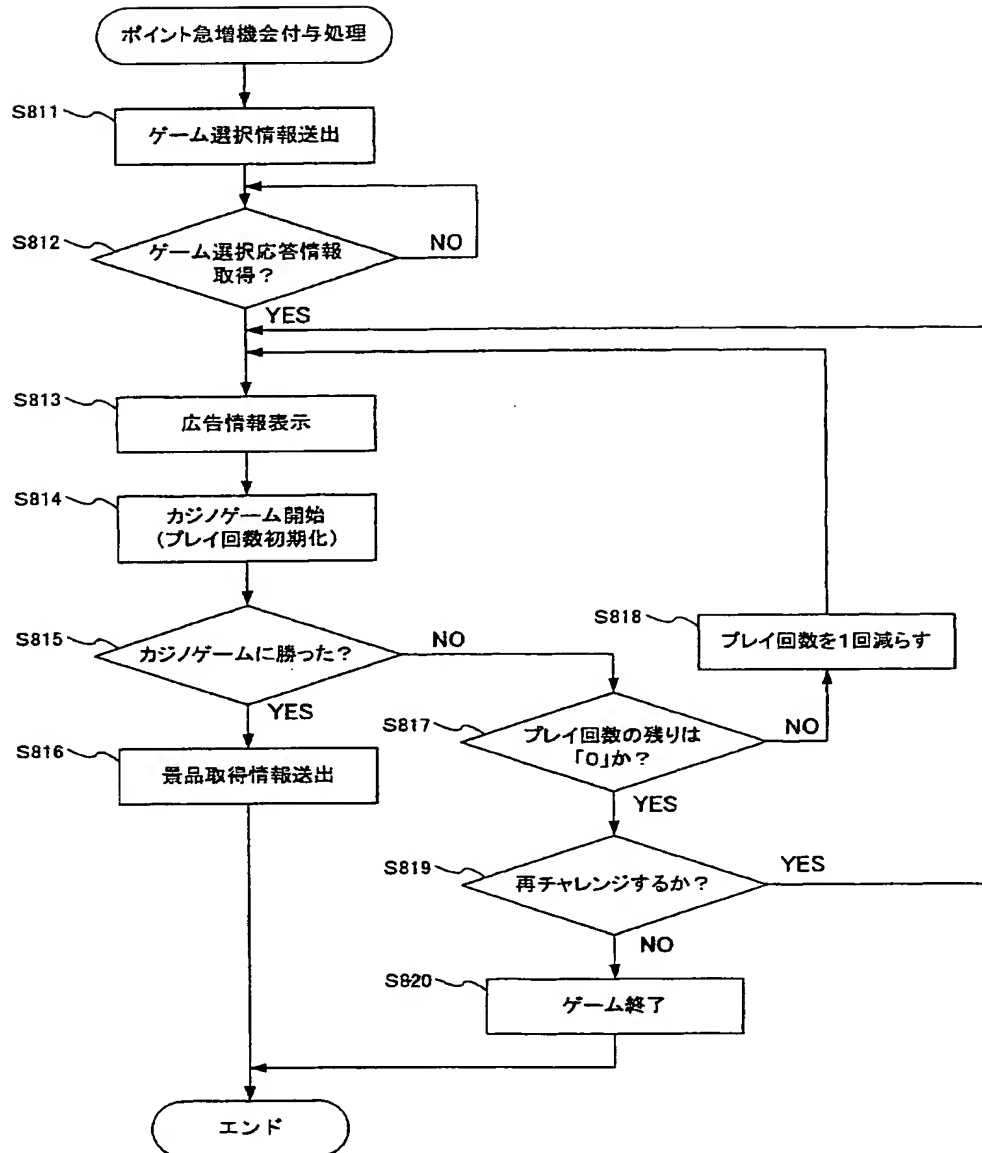 ポイント急増機会付与処理
S811
ゲーム選択情報送出
S812
ゲーム選択応答情報
取得？
NO
YES
S813
広告情報表示
S814
カジノゲーム開始
(プレイ回数初期化)
S815
カジノゲームに勝った？
NO
YES
S818
プレイ回数を1回減らす
S816
景品取得情報送出
S817
プレイ回数の残りは
「0」か？
NO
YES
S819
再チャレンジするか？
YES
NO
S820
ゲーム終了
エンド